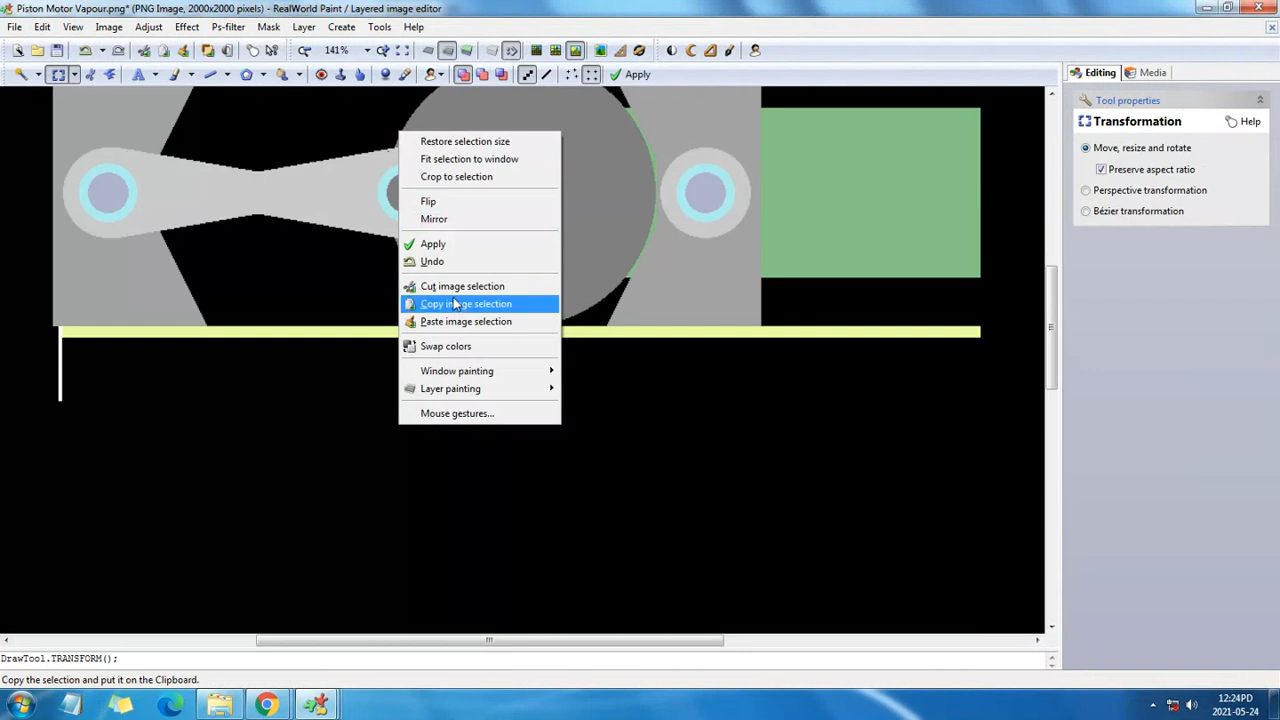 Piston Motor Vapour.png* (PNG Image, 2000x2000 pixels) - RealWorld Paint / Layered image editor
File Edit View Image Adjust Effect Ps-filter Mask Layer Create Tools Help
141%
Apply
Editing Media
Tool properties
Transformation Help
Move, resize and rotate
Preserve aspect ratio
Perspective transformation
Bézier transformation
Restore selection size
Fit selection to window
Crop to selection
Flip
Mirror
Apply
Undo
Cut image selection
Copy image selection
Paste image selection
Swap colors
Window painting
Layer painting
Mouse gestures...
DrawTool.TRANSFORM();
Copy the selection and put it on the Clipboard.
12:24PD
2021-05-24